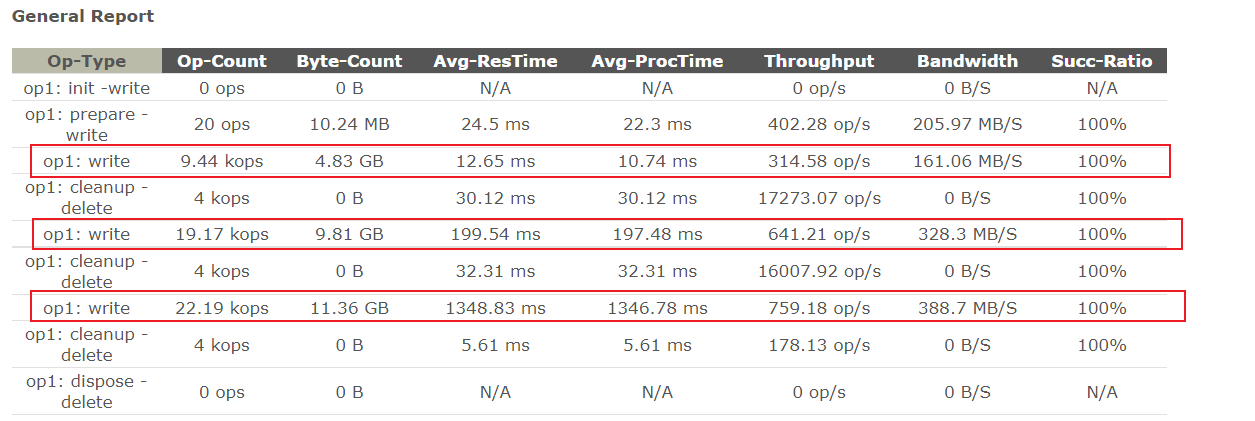 General Report
Op-Type Op-Count Byte-Count Avg-ResTime Avg-ProcTime Throughput Bandwidth Succ-Ratio
op1: init -write 0 ops 0 B N/A N/A 0 op/s 0 B/S N/A
op1: prepare -
write 20 ops 10.24 MB 24.5 ms 22.3 ms 402.28 op/s 205.97 MB/S 100%
op1: write 9.44 kops 4.83 GB 12.65 ms 10.74 ms 314.58 op/s 161.06 MB/S 100%
op1: cleanup -
delete 4 kops 0 B 30.12 ms 30.12 ms 17273.07 op/s 0 B/S 100%
op1: write 19.17 kops 9.81 GB 199.54 ms 197.48 ms 641.21 op/s 328.3 MB/S 100%
op1: cleanup -
delete 4 kops 0 B 32.31 ms 32.31 ms 16007.92 op/s 0 B/S 100%
op1: write 22.19 kops 11.36 GB 1348.83 ms 1346.78 ms 759.18 op/s 388.7 MB/S 100%
op1: cleanup -
delete 4 kops 0 B 5.61 ms 5.61 ms 178.13 op/s 0 B/S 100%
op1: dispose -
delete 0 ops 0 B N/A N/A 0 op/s 0 B/S N/A